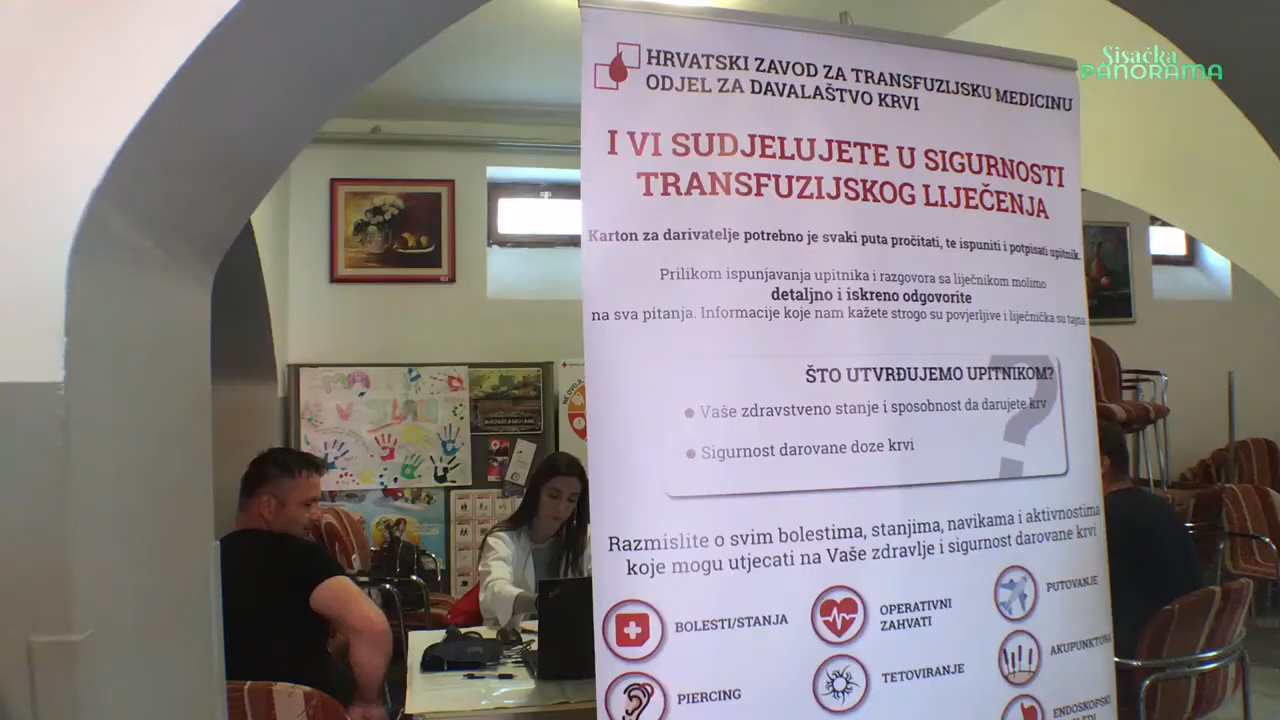 Sisačka
PANORAMA
HRVATSKI ZAVOD ZA TRANSFUZIJSKU MEDICINU
ODJEL ZA DAVALAŠTVO KRVI
I VI SUDJELUJETE U SIGURNOSTI
TRANSFUZIJSKOG LIJEČENJA
Karton za darivatelje potrebno je svaki puta pročitati, te ispuniti i potpisati upitnik.
Prilikom ispunjavanja upitnika i razgovora sa liječnikom molimo
detaljno i iskreno odgovorite
na sva pitanja. Informacije koje nam kažete strogo su povjerljive i liječnička su tajna
ŠTO UTVRĐUJEMO UPITNIKOM?
Vaše zdravstveno stanje i sposobnost da darujete krv
Sigurnost darovane doze krvi
?
Razmislite o svim bolestima, stanjima, navikama i aktivnostima
koje mogu utjecati na Vaše zdravlje i sigurnost darovane krvi
BOLESTI/STANJA
OPERATIVNI
ZAHVATI
PUTOVANJE
PIERCING
TETOVIRANJE
AKUPUNKTURA
ENDOSKOPSKI